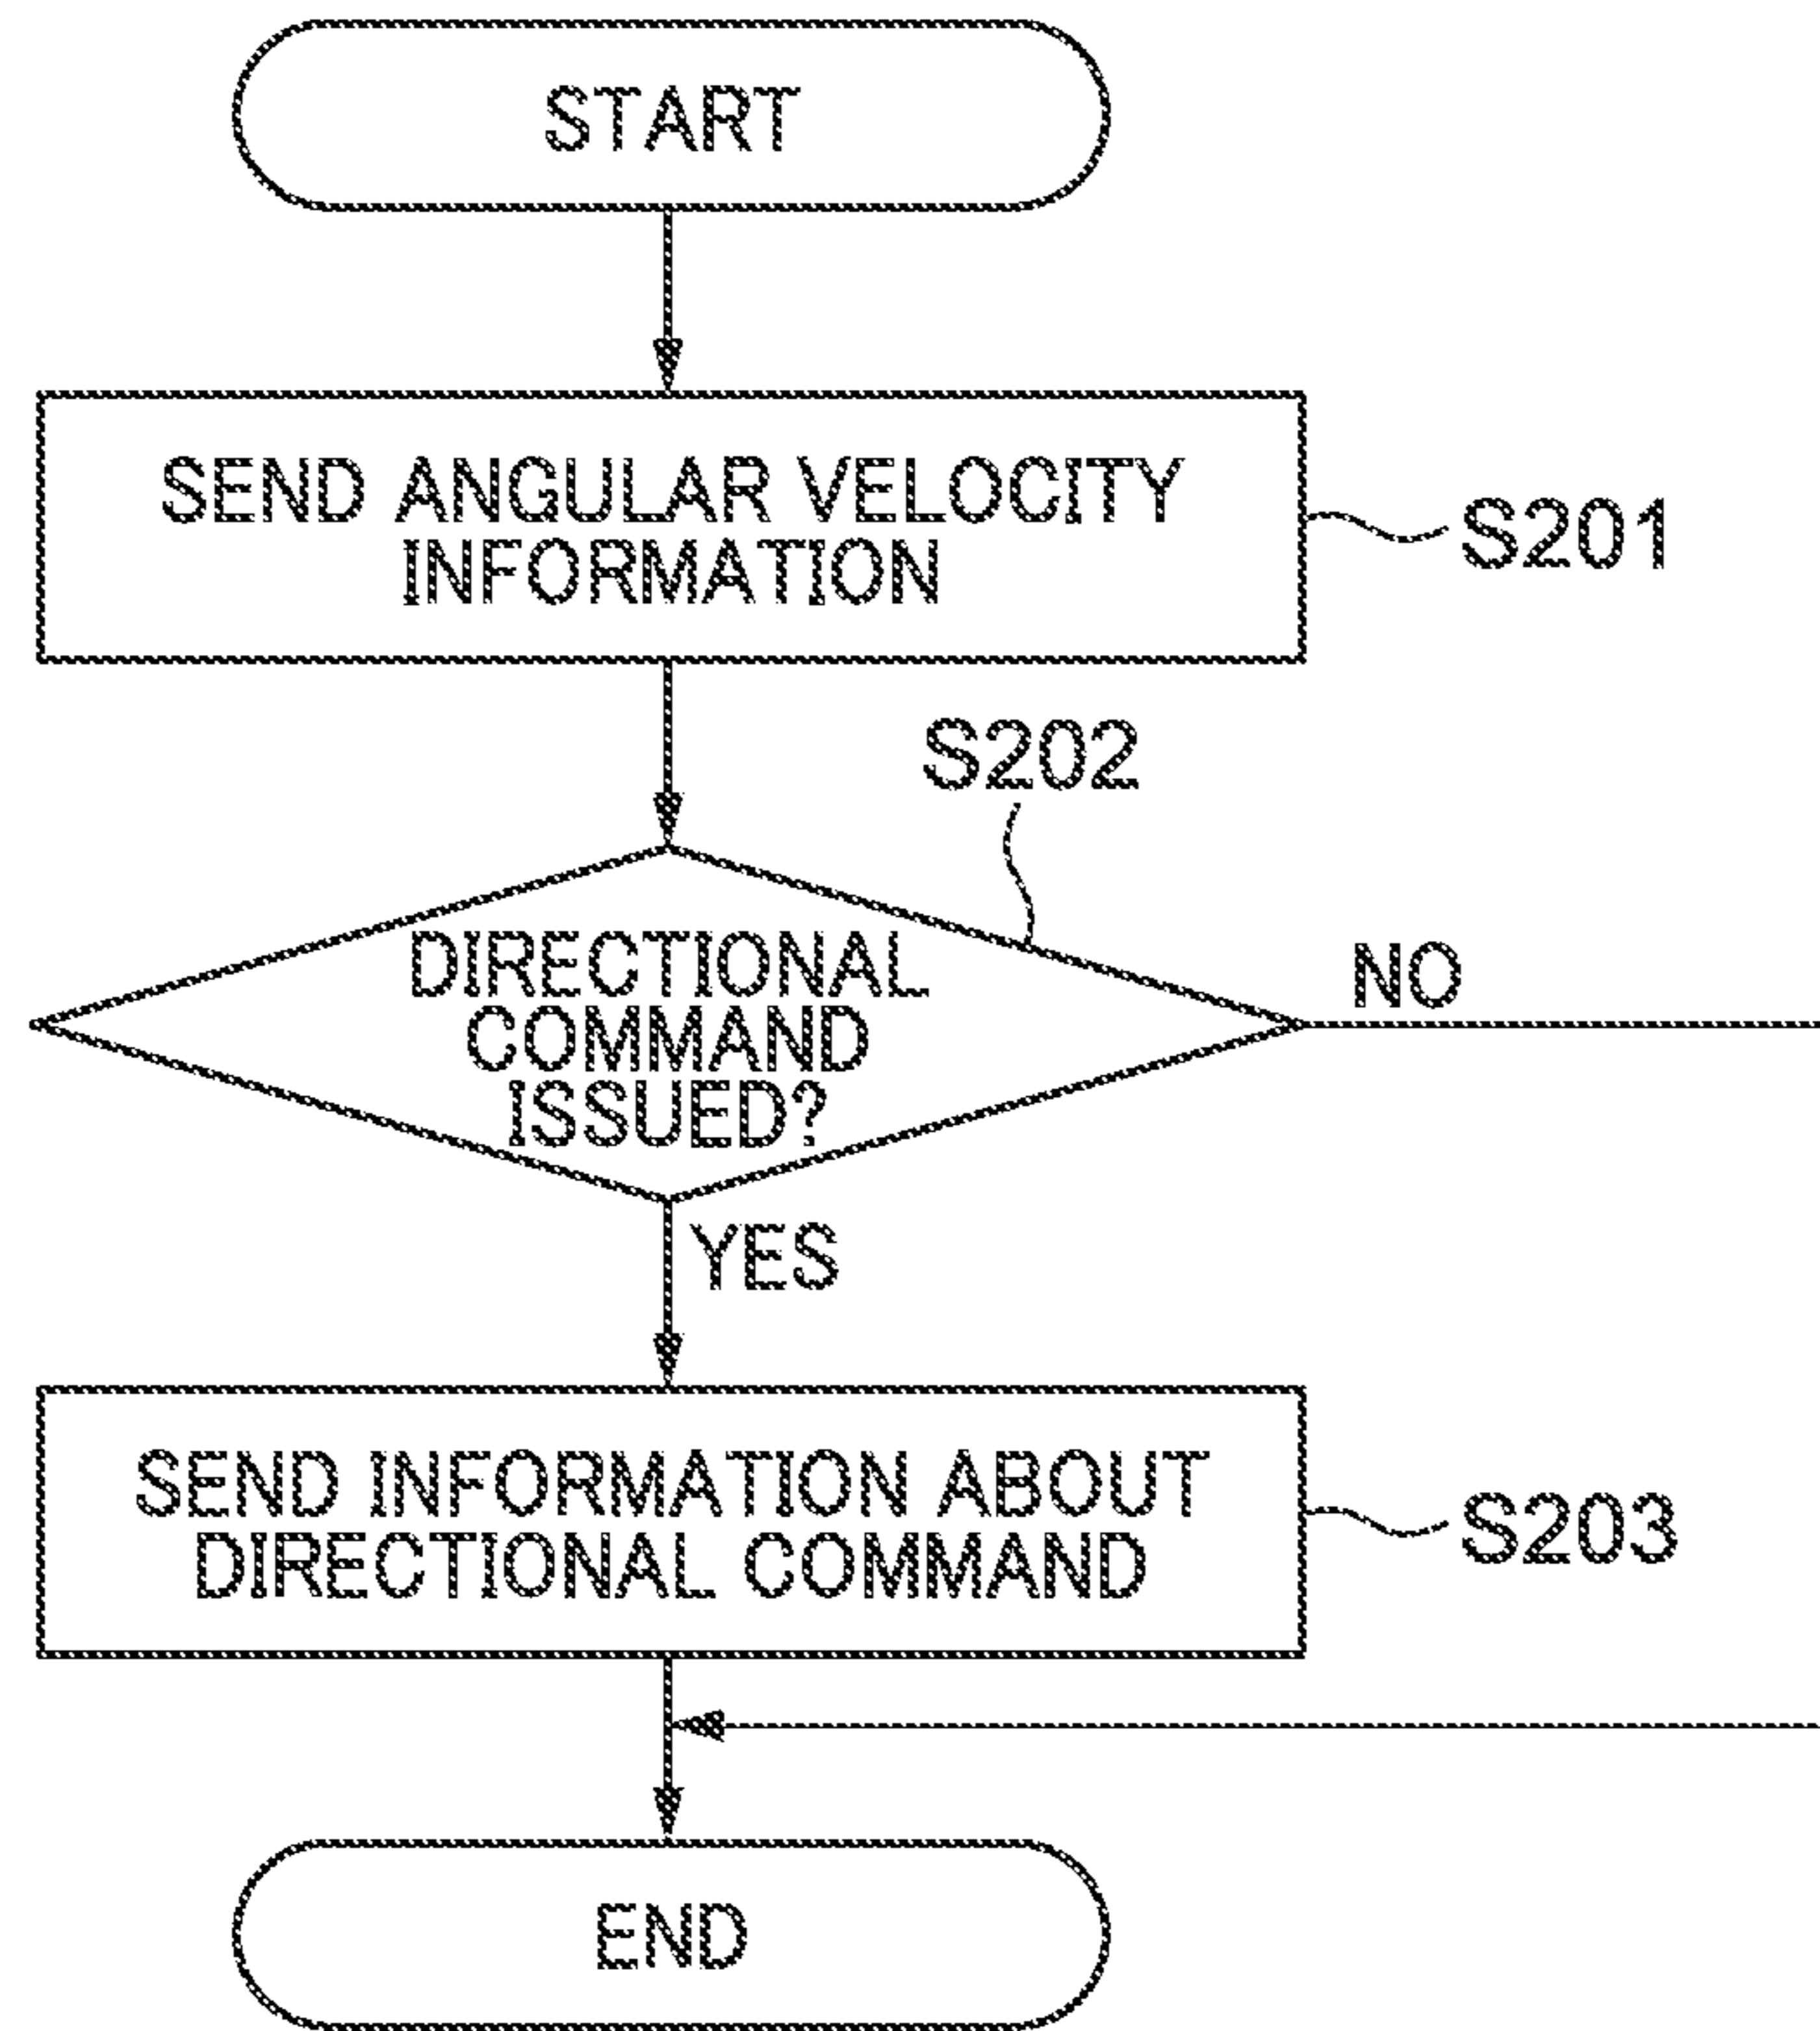 START
SEND ANGULAR VELOCITY
INFORMATION
S201
S202
DIRECTIONAL
COMMAND
ISSUED?
NO
YES
SEND INFORMATION ABOUT
DIRECTIONAL COMMAND
S203
END